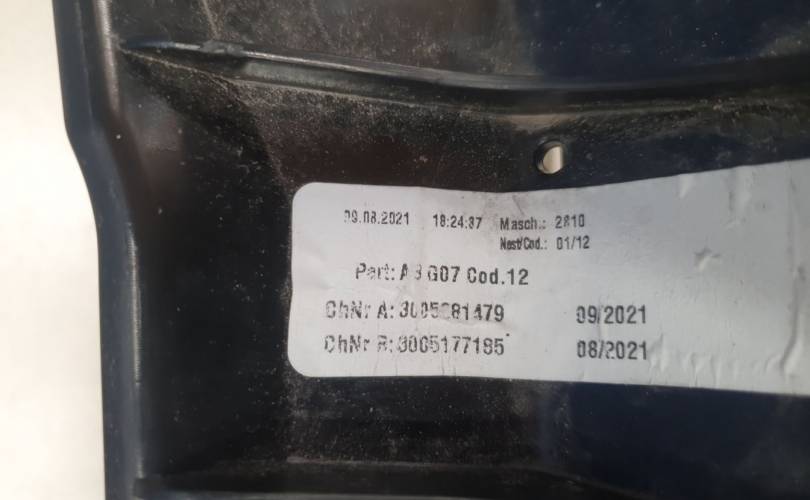 09.08.2021 18:24:37 Masch.: 2810
Nest/Cod.: 01/12
Part: G07 Cod.12
ChNr A: 09/2021
ChNr B: 08/2021